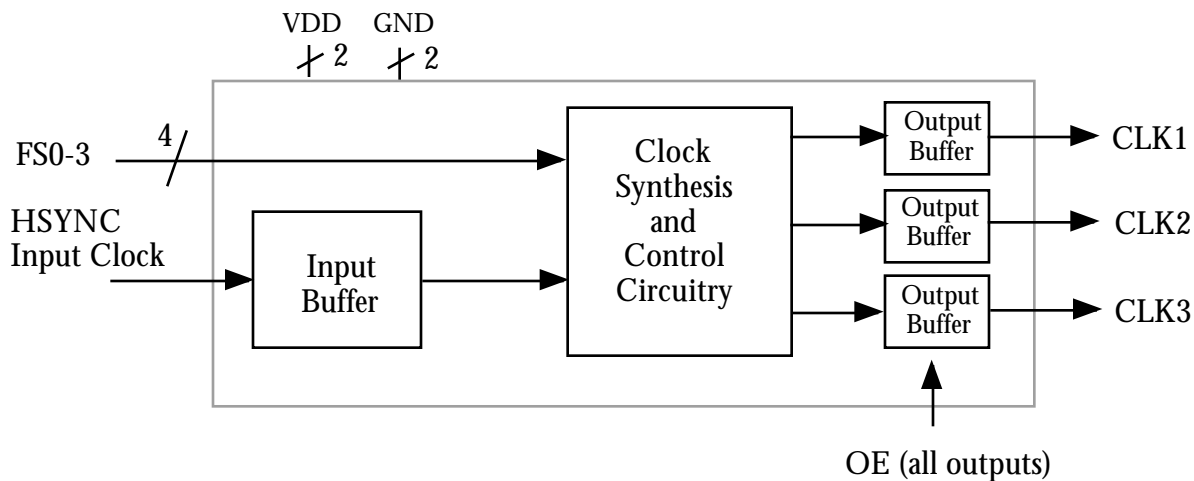 VDD GND
2 2
4
FS0-3
HSYNC
Input Clock
Input
Buffer
Clock
Synthesis
and
Control
Circuitry
Output
Buffer
CLK1
Output
Buffer
CLK2
Output
Buffer
CLK3
OE (all outputs)